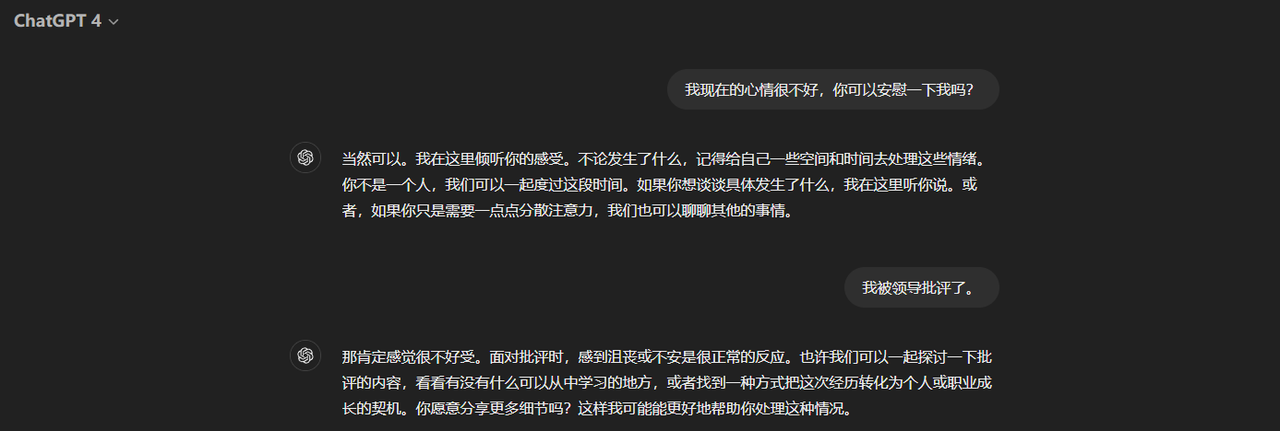 ChatGPT 4
我现在的心情很不好，你可以安慰一下我吗？
当然可以。我在这里倾听你的感受。不论发生了什么，记得给自己一些空间和时间去处理这些情绪。
你不是一个人，我们可以一起度过这段时间。如果你想谈谈具体发生了什么，我在这里听你说。或
者，如果你只是需要一点点分散注意力，我们也可以聊聊其他的事情。
我被领导批评了。
那肯定感觉很不好受。面对批评时，感到沮丧或不安是很正常的反应。也许我们可以一起探讨一下批
评的内容，看看有没有什么可以从中学习的地方，或者找到一种方式把这次经历转化为个人或职业成
长的契机。你愿意分享更多细节吗？这样我可能能更好地帮助你处理这种情况。